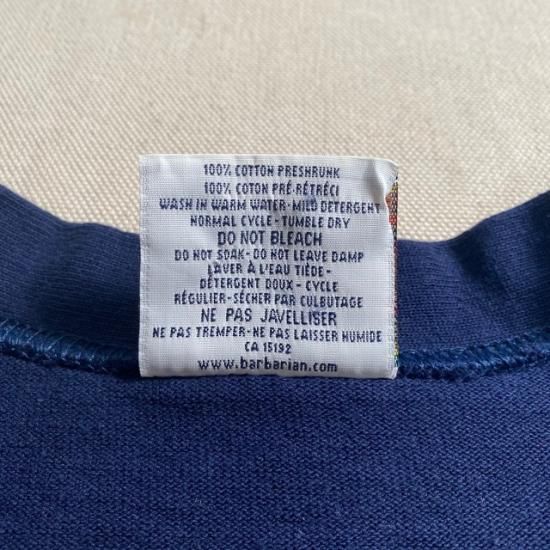 100% COTTON PRESHRUNK
100% COTON PRÉ-RÉTRÉCI
WASH IN WARM WATER-MILD DETERGENT
NORMAL CYCLE-TUMBLE DRY
DO NOT BLEACH
DO NOT SOAK-DO NOT LEAVE DAMP
LAVER À L'EAU TIÈDE-
DÉTERGENT DOUX-CYCLE
RÉGULIER-SÉCHER PAR CULBUTAGE
NE PAS JAVELLISER
NE PAS TREMPER-NE PAS LAISSER HUMIDE
CA 15192
www.barbarian.com